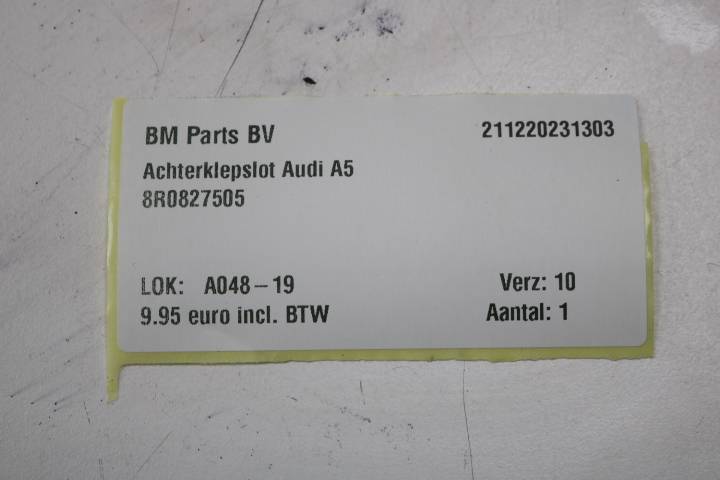 BM Parts BV 211220231303
Achterklepslot Audi A5
8R0827505
LOK: A048-19 Verz: 10
9.95 euro incl. BTW Aantal: 1